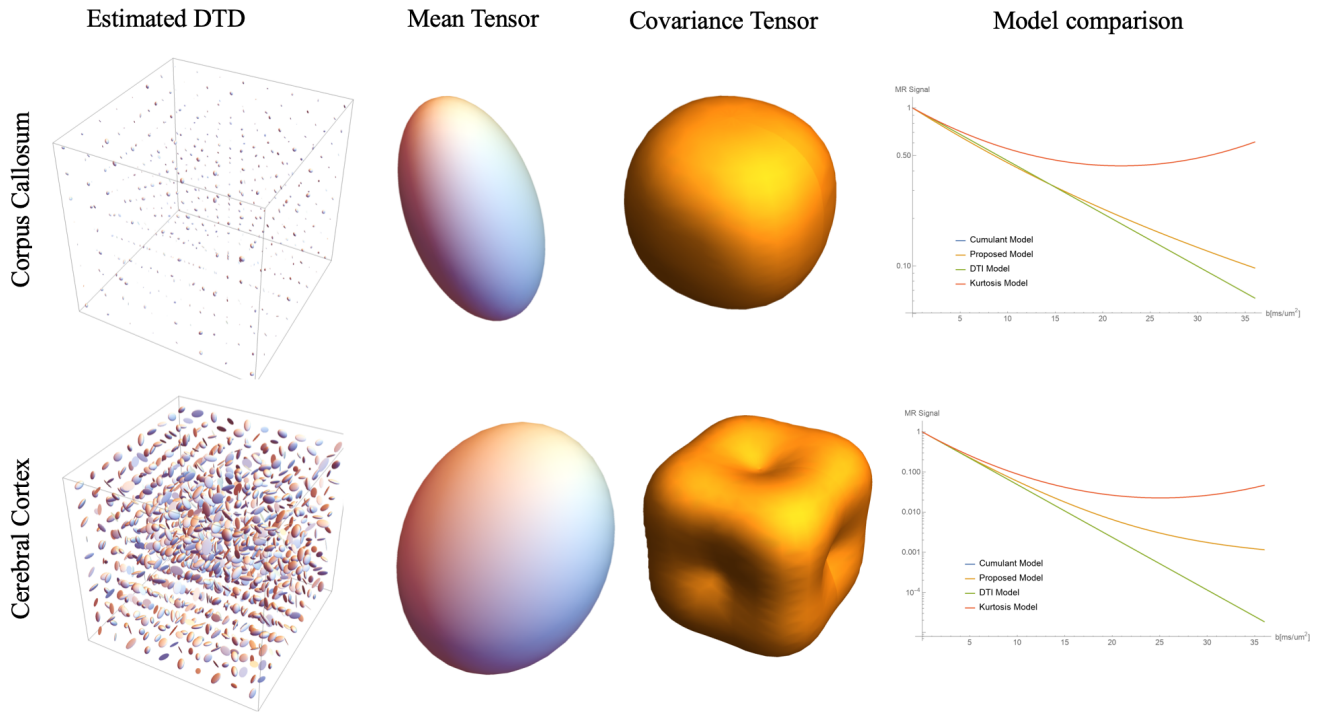 Estimated DTD
Mean Tensor
Covariance Tensor
Model comparison
Corpus Callosum
MR Signal
1
0.50
0.10
Cumulant Model
Proposed Model
DTI Model
Kurtosis Model
5 10 15 20 25 30 35
b[ms/um²]
Cerebral Cortex
MR Signal
1
0.100
0.010
0.001
10⁻⁴
Cumulant Model
Proposed Model
DTI Model
Kurtosis Model
5 10 15 20 25 30 35
b[ms/um²]